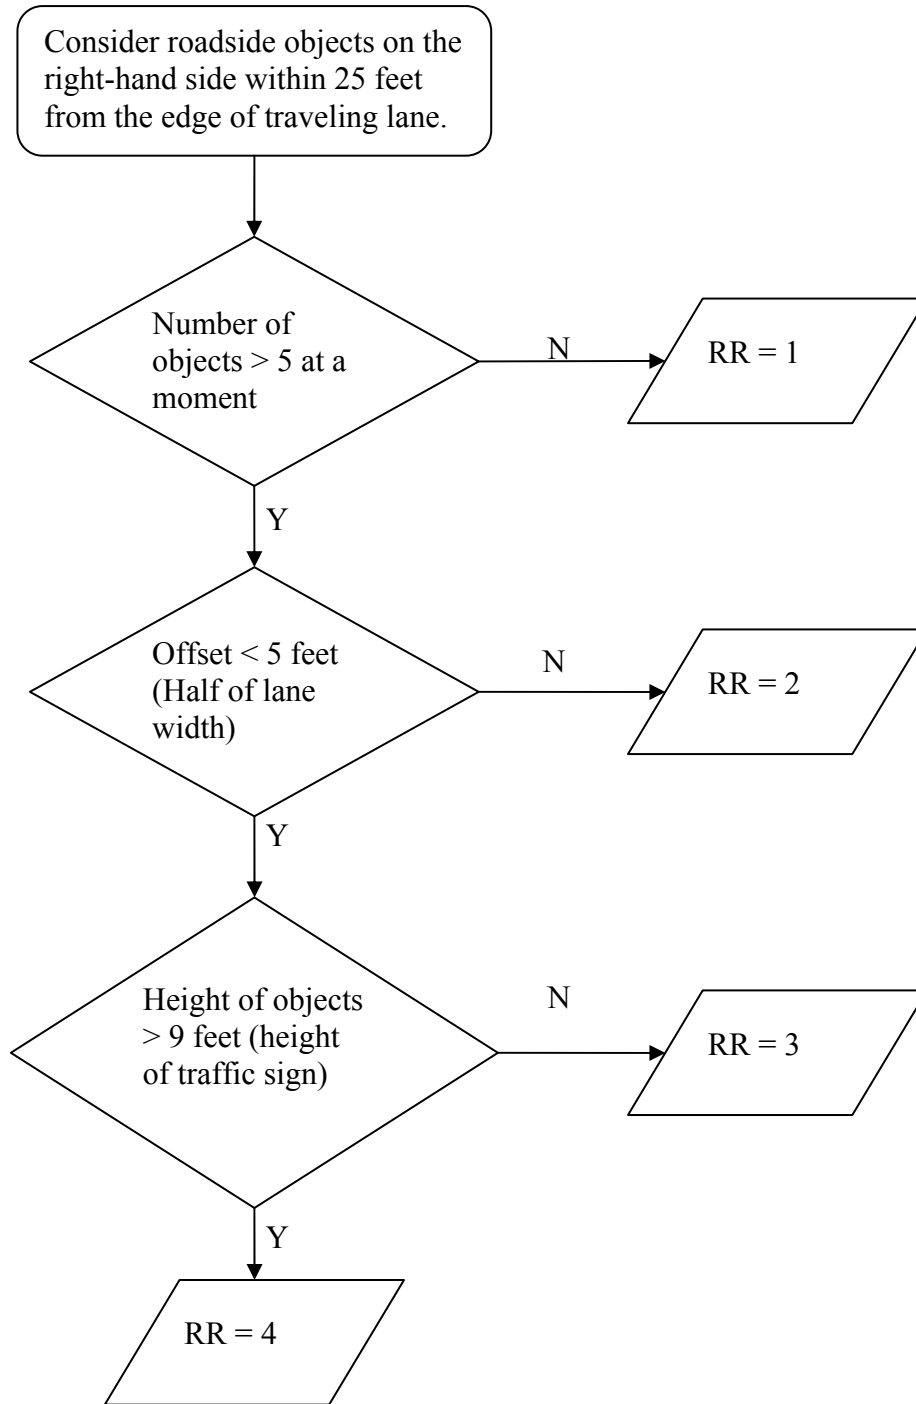 Consider roadside objects on the
right-hand side within 25 feet
from the edge of traveling lane.
Number of
objects > 5 at a
moment
N
RR = 1
Y
Offset < 5 feet
(Half of lane
width)
N
RR = 2
Y
Height of objects
> 9 feet (height
of traffic sign)
N
RR = 3
Y
RR = 4